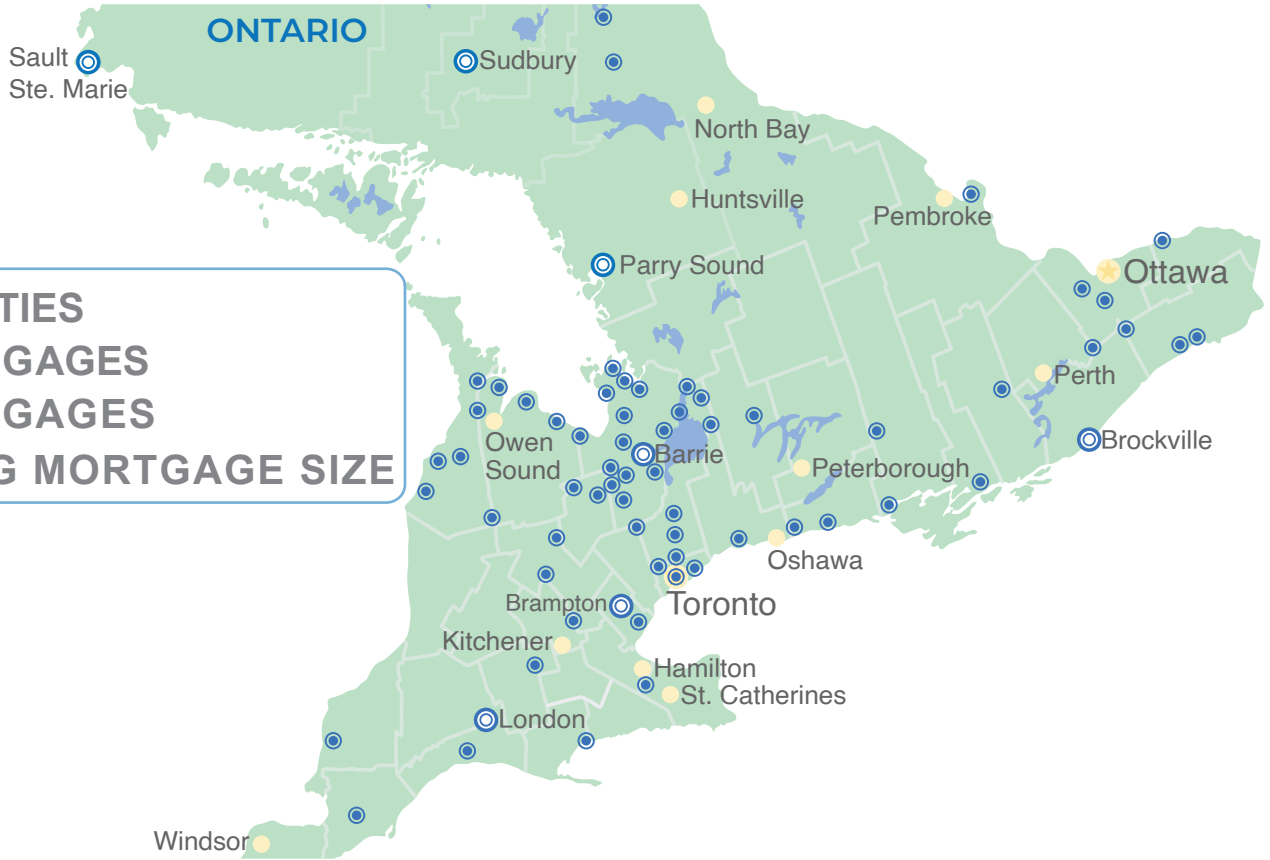 ONTARIO
Sault
Ste. Marie
Sudbury
North Bay
Huntsville
Pembroke
Parry Sound
Ottawa
TIES
GAGES
GAGES
G MORTGAGE SIZE
Perth
Owen
Sound
Barrie
Brockville
Peterborough
Oshawa
Brampton
Toronto
Kitchener
Hamilton
St. Catherines
London
Windsor